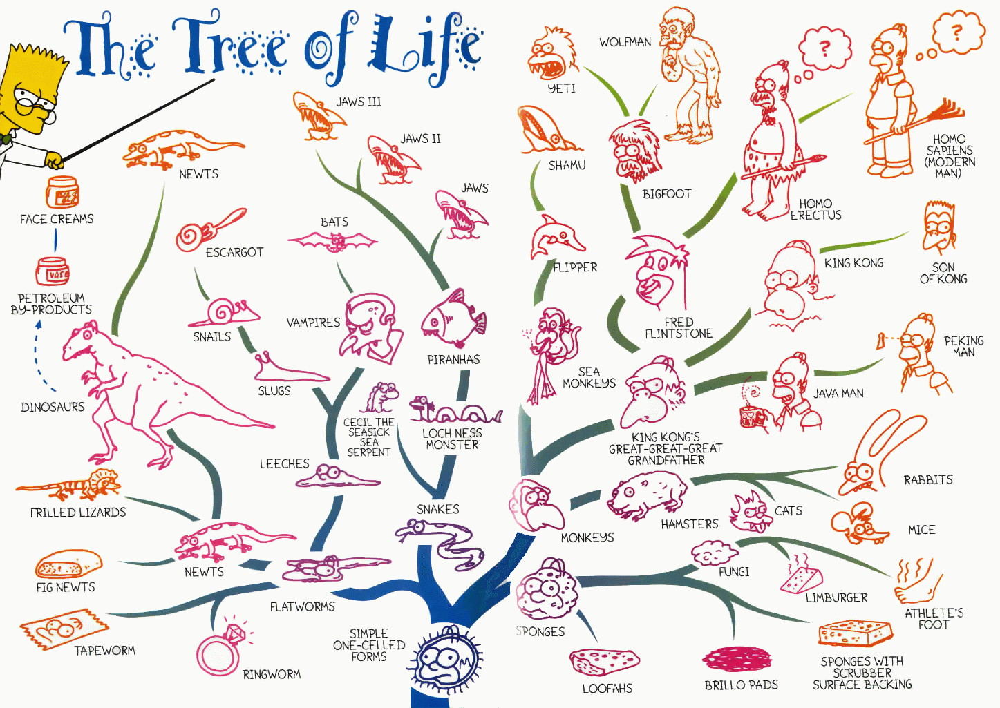 The Tree of Life
YETI
WOLFMAN
?
?
JAWS III
JAWS II
JAWS
NEWTS
SHAMU
BIGFOOT
HOMO
SAPIENS
(MODERN
MAN)
HOMO
ERECTUS
FACE CREAMS
ESCARGOT
BATS
FLIPPER
KING KONG
SON
OF KONG
VASE
PETROLEUM
BY-PRODUCTS
SNAILS
VAMPIRES
PIRANHAS
FRED
FLINTSTONE
PEKING
MAN
SEA
MONKEYS
JAVA MAN
DINOSAURS
SLUGS
CECIL THE
SEASICK
SEA
SERPENT
LOCH NESS
MONSTER
KING KONG'S
GREAT-GREAT-GREAT
GRANDFATHER
LEECHES
RABBITS
FRILLED LIZARDS
SNAKES
MONKEYS
HAMSTERS
CATS
MICE
NEWTS
FIG NEWTS
FLATWORMS
FUNGI
LIMBURGER
ATHLETE'S
FOOT
TAPEWORM
RINGWORM
SIMPLE
ONE-CELLED
FORMS
SPONGES
LOOFAHS
BRILLO PADS
SPONGES WITH
SCRUBBER
SURFACE BACKING